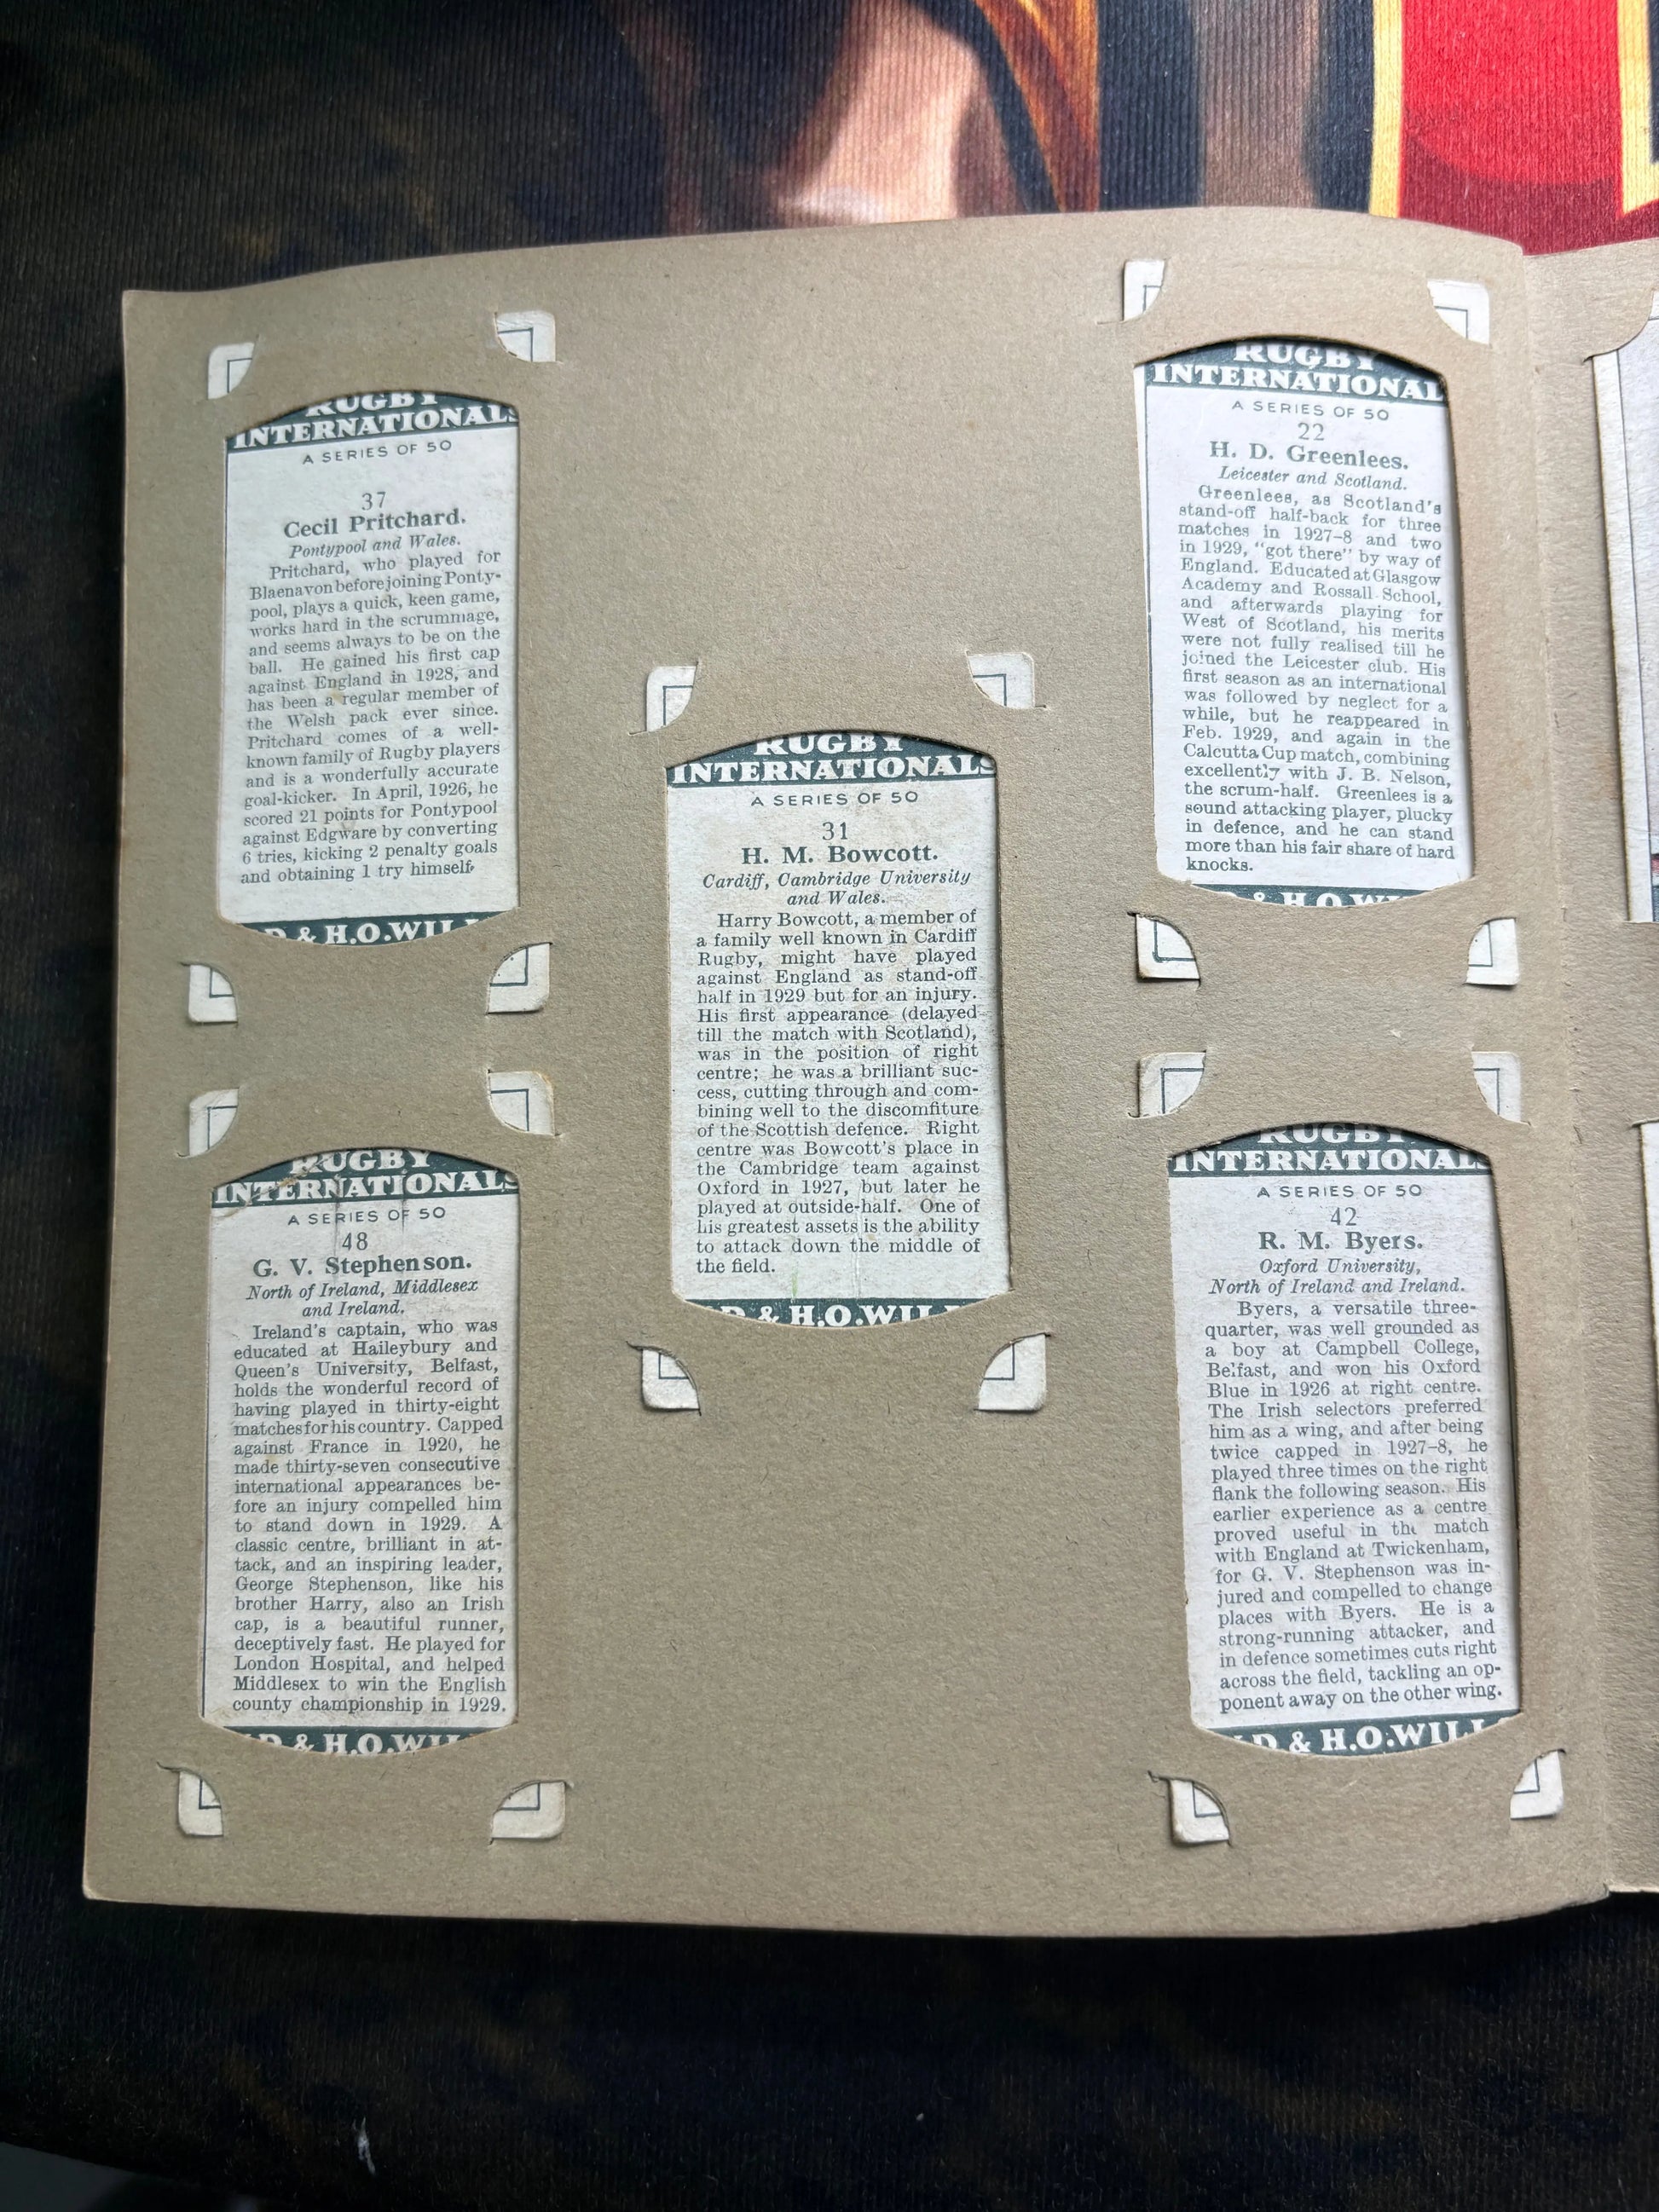 RUGBY
INTERNATIONALS
A SERIES OF 50
37
Cecil Pritchard.
Pontypool and Wales.
Pritchard, who played for
Blaenavon before joining Ponty-
pool, plays a quick, keen game,
works hard in the scrummage,
and seems always to be on the
ball. He gained his first cap
against England in 1928, and
has been a regular member of
the Welsh pack ever since.
Pritchard comes of a well-
known family of Rugby players
and is a wonderfully accurate
goal-kicker. In April, 1926, he
scored 21 points for Pontypool
against Edgware by converting
6 tries, kicking 2 penalty goals
and obtaining 1 try himself.
D & H.O.WILL
RUGBY
INTERNATIONALS
A SERIES OF 50
48
G. V. Stephenson.
North of Ireland, Middlesex
and Ireland.
Ireland's captain, who was
educated at Haileybury and
Queen's University, Belfast,
holds the wonderful record of
having played in thirty-eight
matches for his country. Capped
against France in 1920, he
made thirty-seven consecutive
international appearances be-
fore an injury compelled him
to stand down in 1929. A
classic centre, brilliant in at-
tack, and an inspiring leader,
George Stephenson, like his
brother Harry, also an Irish
cap, is a beautiful runner,
deceptively fast. He played for
London Hospital, and helped
Middlesex to win the English
county championship in 1929.
D & H.O.WIL
RUGBY
INTERNATIONALS
A SERIES OF 50
31
H. M. Bowcott.
Cardiff, Cambridge University
and Wales.
Harry Bowcott, a member of
a family well known in Cardiff
Rugby, might have played
against England as stand-off
half in 1929 but for an injury.
His first appearance (delayed
till the match with Scotland),
was in the position of right
centre; he was a brilliant suc-
cess, cutting through and com-
bining well to the discomfiture
of the Scottish defence. Right
centre was Bowcott's place in
the Cambridge team against
Oxford in 1927, but later he
played at outside-half. One of
his greatest assets is the ability
to attack down the middle of
the field.
D & H.O.WILL
RUGBY
INTERNATIONAL
A SERIES OF 50
22
H. D. Greenlees.
Leicester and Scotland.
Greenlees, as Scotland's
stand-off half-back for three
matches in 1927-8 and two
in 1929, "got there" by way of
England. Educated at Glasgow
Academy and Rossall School,
and afterwards playing for
West of Scotland, his merits
were not fully realised till he
joined the Leicester club. His
first season as an international
was followed by neglect for a
while, but he reappeared in
Feb. 1929, and again in the
Calcutta Cup match, combining
excellently with J. B. Nelson,
the scrum-half. Greenlees is a
sound attacking player, plucky
in defence, and he can stand
more than his fair share of hard
knocks.
& H.O.WI
RUGBY
INTERNATIONALS
A SERIES OF 50
42
R. M. Byers.
Oxford University,
North of Ireland and Ireland.
Byers, a versatile three-
quarter, was well grounded as
a boy at Campbell College,
Belfast, and won his Oxford
Blue in 1926 at right centre.
The Irish selectors preferred
him as a wing, and after being
twice capped in 1927-8, he
played three times on the right
flank the following season. His
earlier experience as a centre
proved useful in the match
with England at Twickenham,
for G. V. Stephenson was in-
jured and compelled to change
places with Byers. He is a
strong-running attacker, and
in defence sometimes cuts right
across the field, tackling an op-
ponent away on the other wing.
D & H.O.WILL